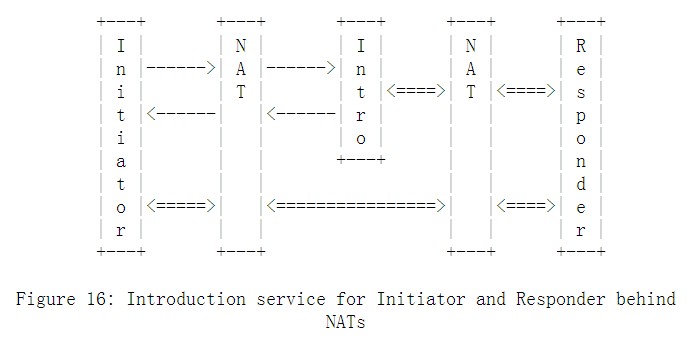 +----+       +----+       +----+       +----+       +----+
| I |       | N |       | I |       | N |       | R |
| n |------>| A |------>| n |       | A |       | e |
| i |       | T |       | t |<====>| T |<====>| s |
| t |<------|   |<------| r |       |   |       | p |
| i |       |   |       | o |       |   |       | o |
| a |       |   |       +----+       |   |       | n |
| t |       |   |                    |   |       | d |
| o |<=====>|   |<===============>|   |<====>| e |
| r |       |   |                    |   |       | r |
+----+       +----+                    +----+       +----+
Figure 16: Introduction service for Initiator and Responder behind
NATs